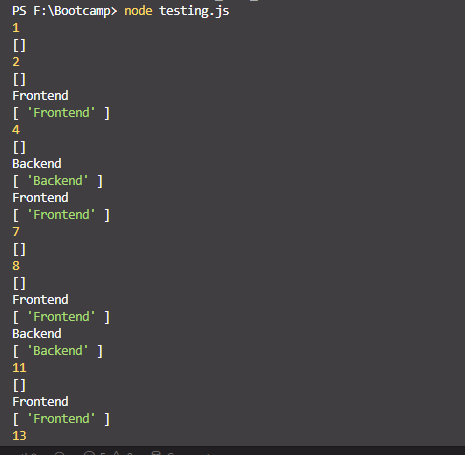 PS F:\Bootcamp> node testing.js
1
[]
2
[]
Frontend
[ 'Frontend' ]
4
[]
Backend
[ 'Backend' ]
Frontend
[ 'Frontend' ]
7
[]
8
[]
Frontend
[ 'Frontend' ]
Backend
[ 'Backend' ]
11
[]
Frontend
[ 'Frontend' ]
13